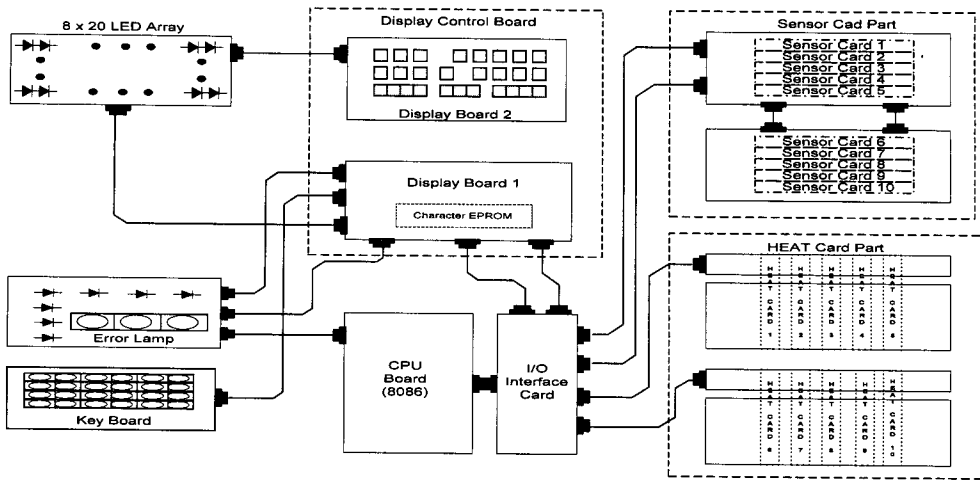 8 x 20 LED Array
Display Control Board
Display Board 2
Display Board 1
Character EPROM
Error Lamp
Key Board
CPU
Board
(8086)
I/O
Interface
Card
Sensor Cad Part
Sensor Card 1
Sensor Card 2
Sensor Card 3
Sensor Card 4
Sensor Card 5
Sensor Card 6
Sensor Card 7
Sensor Card 8
Sensor Card 9
Sensor Card 10
HEAT Card Part
HEAT CARD 1
HEAT CARD 2
HEAT CARD 3
HEAT CARD 4
HEAT CARD 5
HEAT CARD 6
HEAT CARD 7
HEAT CARD 8
HEAT CARD 9
HEAT CARD 10